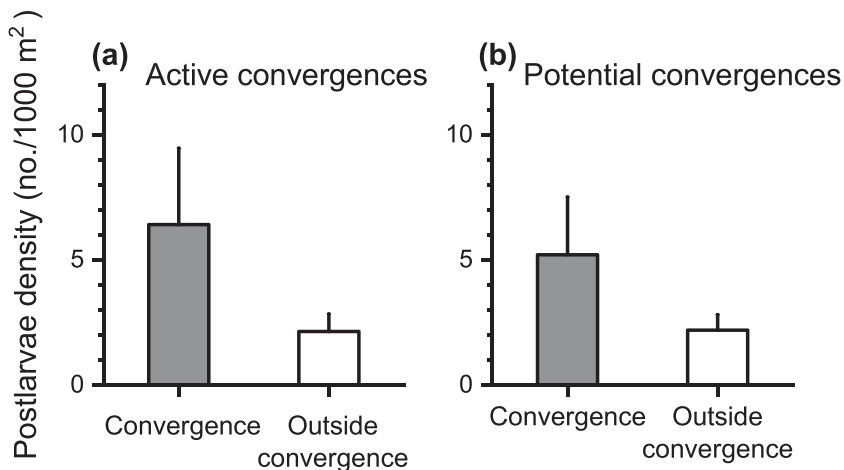 Postlarvae density (no./1000 m²)
(a)
Active convergences
10
5
0
Convergence
Outside
convergence
(b)
Potential convergences
10
5
0
Convergence
Outside
convergence